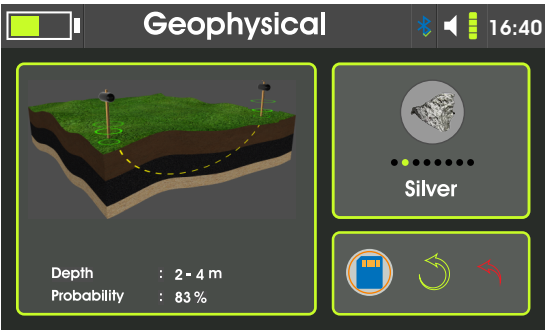 Geophysical
16:40
Depth : 2 - 4 m
Probability : 83 %
Silver